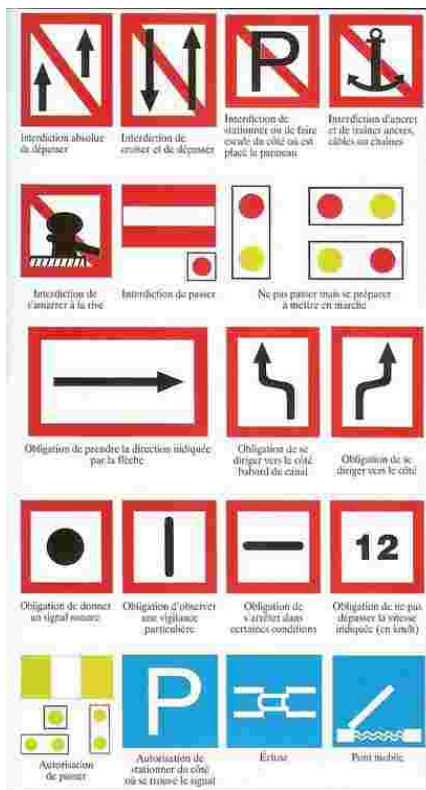 Interdiction absolue
de dépasser
Interdiction de
croiser et de dépasser
P
Interdiction de
stationner ou de faire
escale du côté où est
placé le panneau
Interdiction d'ancrer
et de traîner ancres,
câbles ou chaînes
Interdiction de
s'amarrer à la rive
Interdiction de passer
Ne pas passer mais se préparer
à mettre en marche
Obligation de prendre la direction indiquée
par la flèche
Obligation de se
diriger vers le côté
babord du canal
Obligation de se
diriger vers le côté
Obligation de donner
un signal sonore
Obligation d'observer
une vigilance
particulière
Obligation de
s'arrêter dans
certaines conditions
12
Obligation de ne pas
dépasser la vitesse
indiquée (en km/h)
Autorisation
de passer
P
Autorisation de
stationner du côté
où se trouve le signal
Écluse
Pont mobile